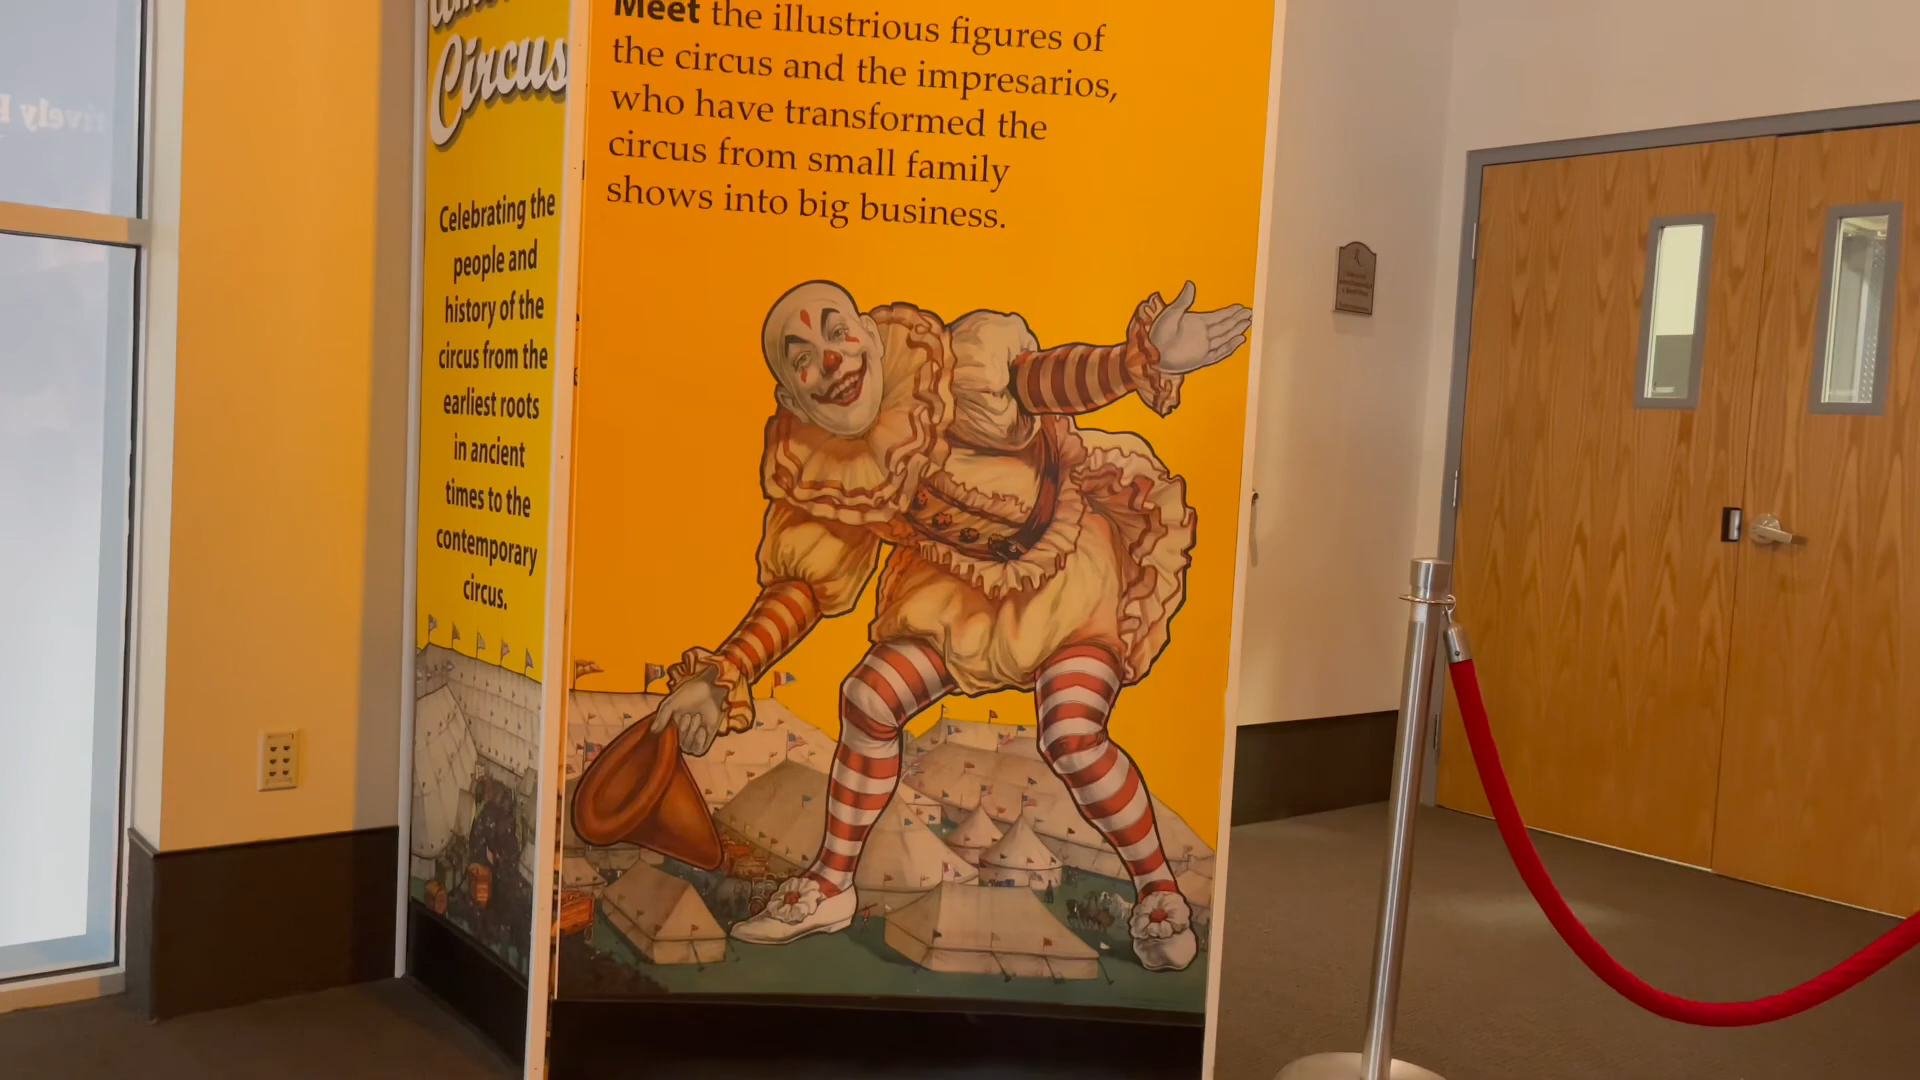 Circus
Celebrating the
people and
history of the
circus from the
earliest roots
in ancient
times to the
contemporary
circus.
Meet the illustrious figures of
the circus and the impresarios,
who have transformed the
circus from small family
shows into big business.